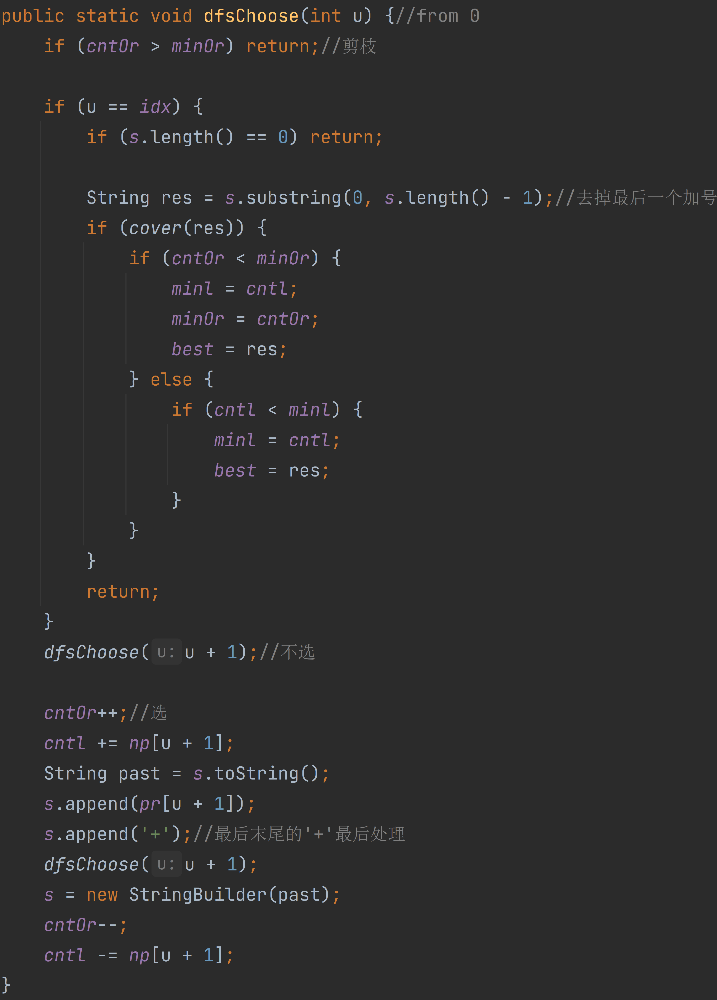 public static void dfsChoose(int u) {//from 0
if (cntOr > minOr) return;//剪枝
if (u == idx) {
if (s.length() == 0) return;
String res = s.substring(0, s.length() - 1);//去掉最后一个加号
if (cover(res)) {
if (cntOr < minOr) {
minl = cntl;
minOr = cntOr;
best = res;
} else {
if (cntl < minl) {
minl = cntl;
best = res;
}
}
}
return;
}
dfsChoose( u: u + 1);//不选
cntOr++;//选
cntl += np[u + 1];
String past = s.toString();
s.append(pr[u + 1]);
s.append('+');//最后末尾的'+'最后处理
dfsChoose( u: u + 1);
s = new StringBuilder(past);
cntOr--;
cntl -= np[u + 1];
}